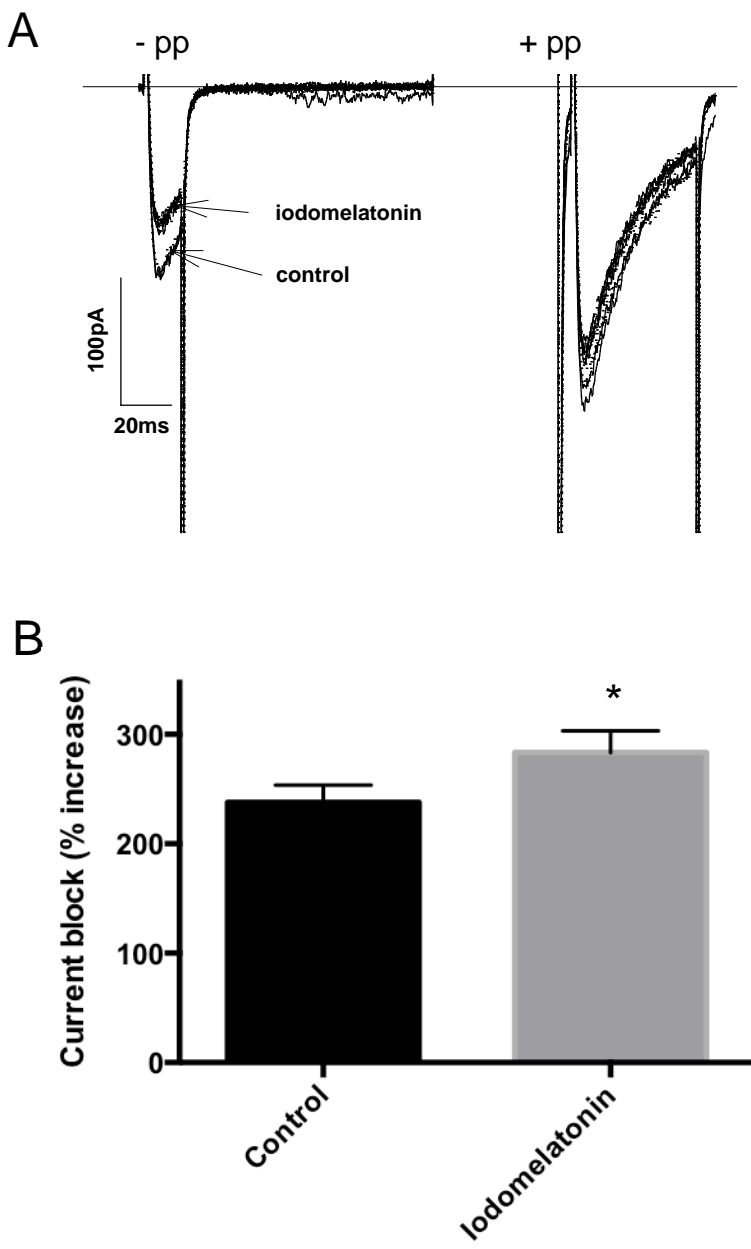 A
- pp
+ pp
iodomelatonin
control
100pA
20ms
B
*
Current block (% increase)
300
200
100
0
Control
Iodomelatonin